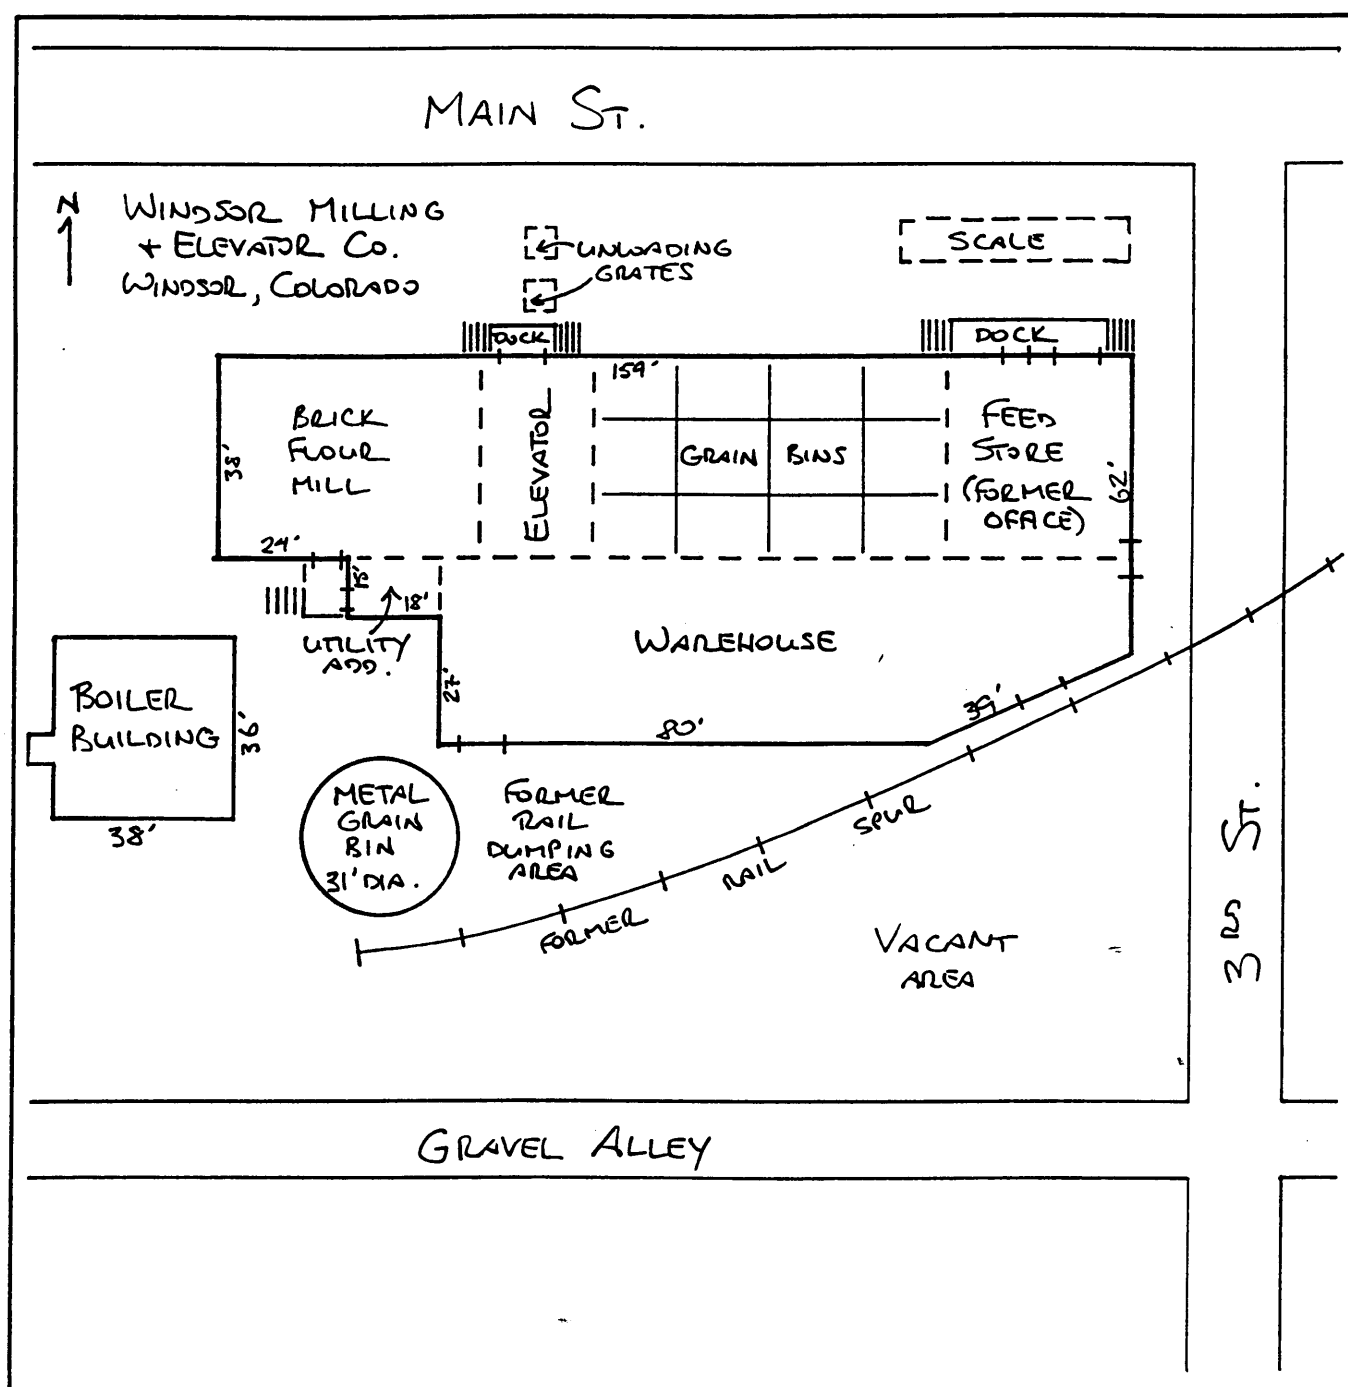 MAIN ST.
N
WINDSOR MILLING
+ ELEVATOR CO.
WINDSOR, COLORADO
UNLOADING
GRATES
SCALE
DOCK
DOCK
159'
BRICK
FLOUR
MILL
38'
ELEVATOR
GRAIN BINS
FEED
STORE
(FORMER
OFFICE)
62'
24'
15'
18'
UTILITY
ADD.
27'
WAREHOUSE
80'
39'
BOILER
BUILDING
36'
38'
METAL
GRAIN
BIN
31' DIA.
FORMER
RAIL
DUMPING
AREA
FORMER RAIL SPUR
VACANT
AREA
3RD ST.
GRAVEL ALLEY